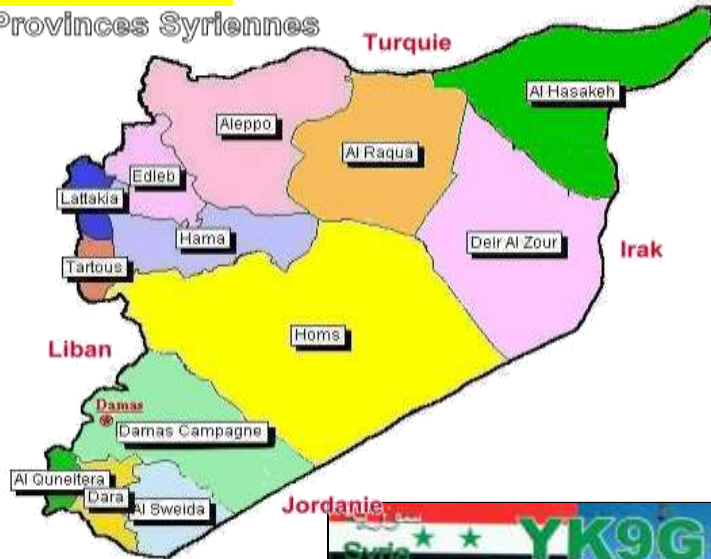 Provinces Syriennes
Turquie
Al Hasakeh
Aleppo
Al Raqua
Edleb
Lattakia
Hama
Deir Al Zour
Irak
Tartous
Homs
Liban
Damas
Damas Campagne
Al Quneitera
Dara
Al Sweida
Jordanie
Syria
YK9G